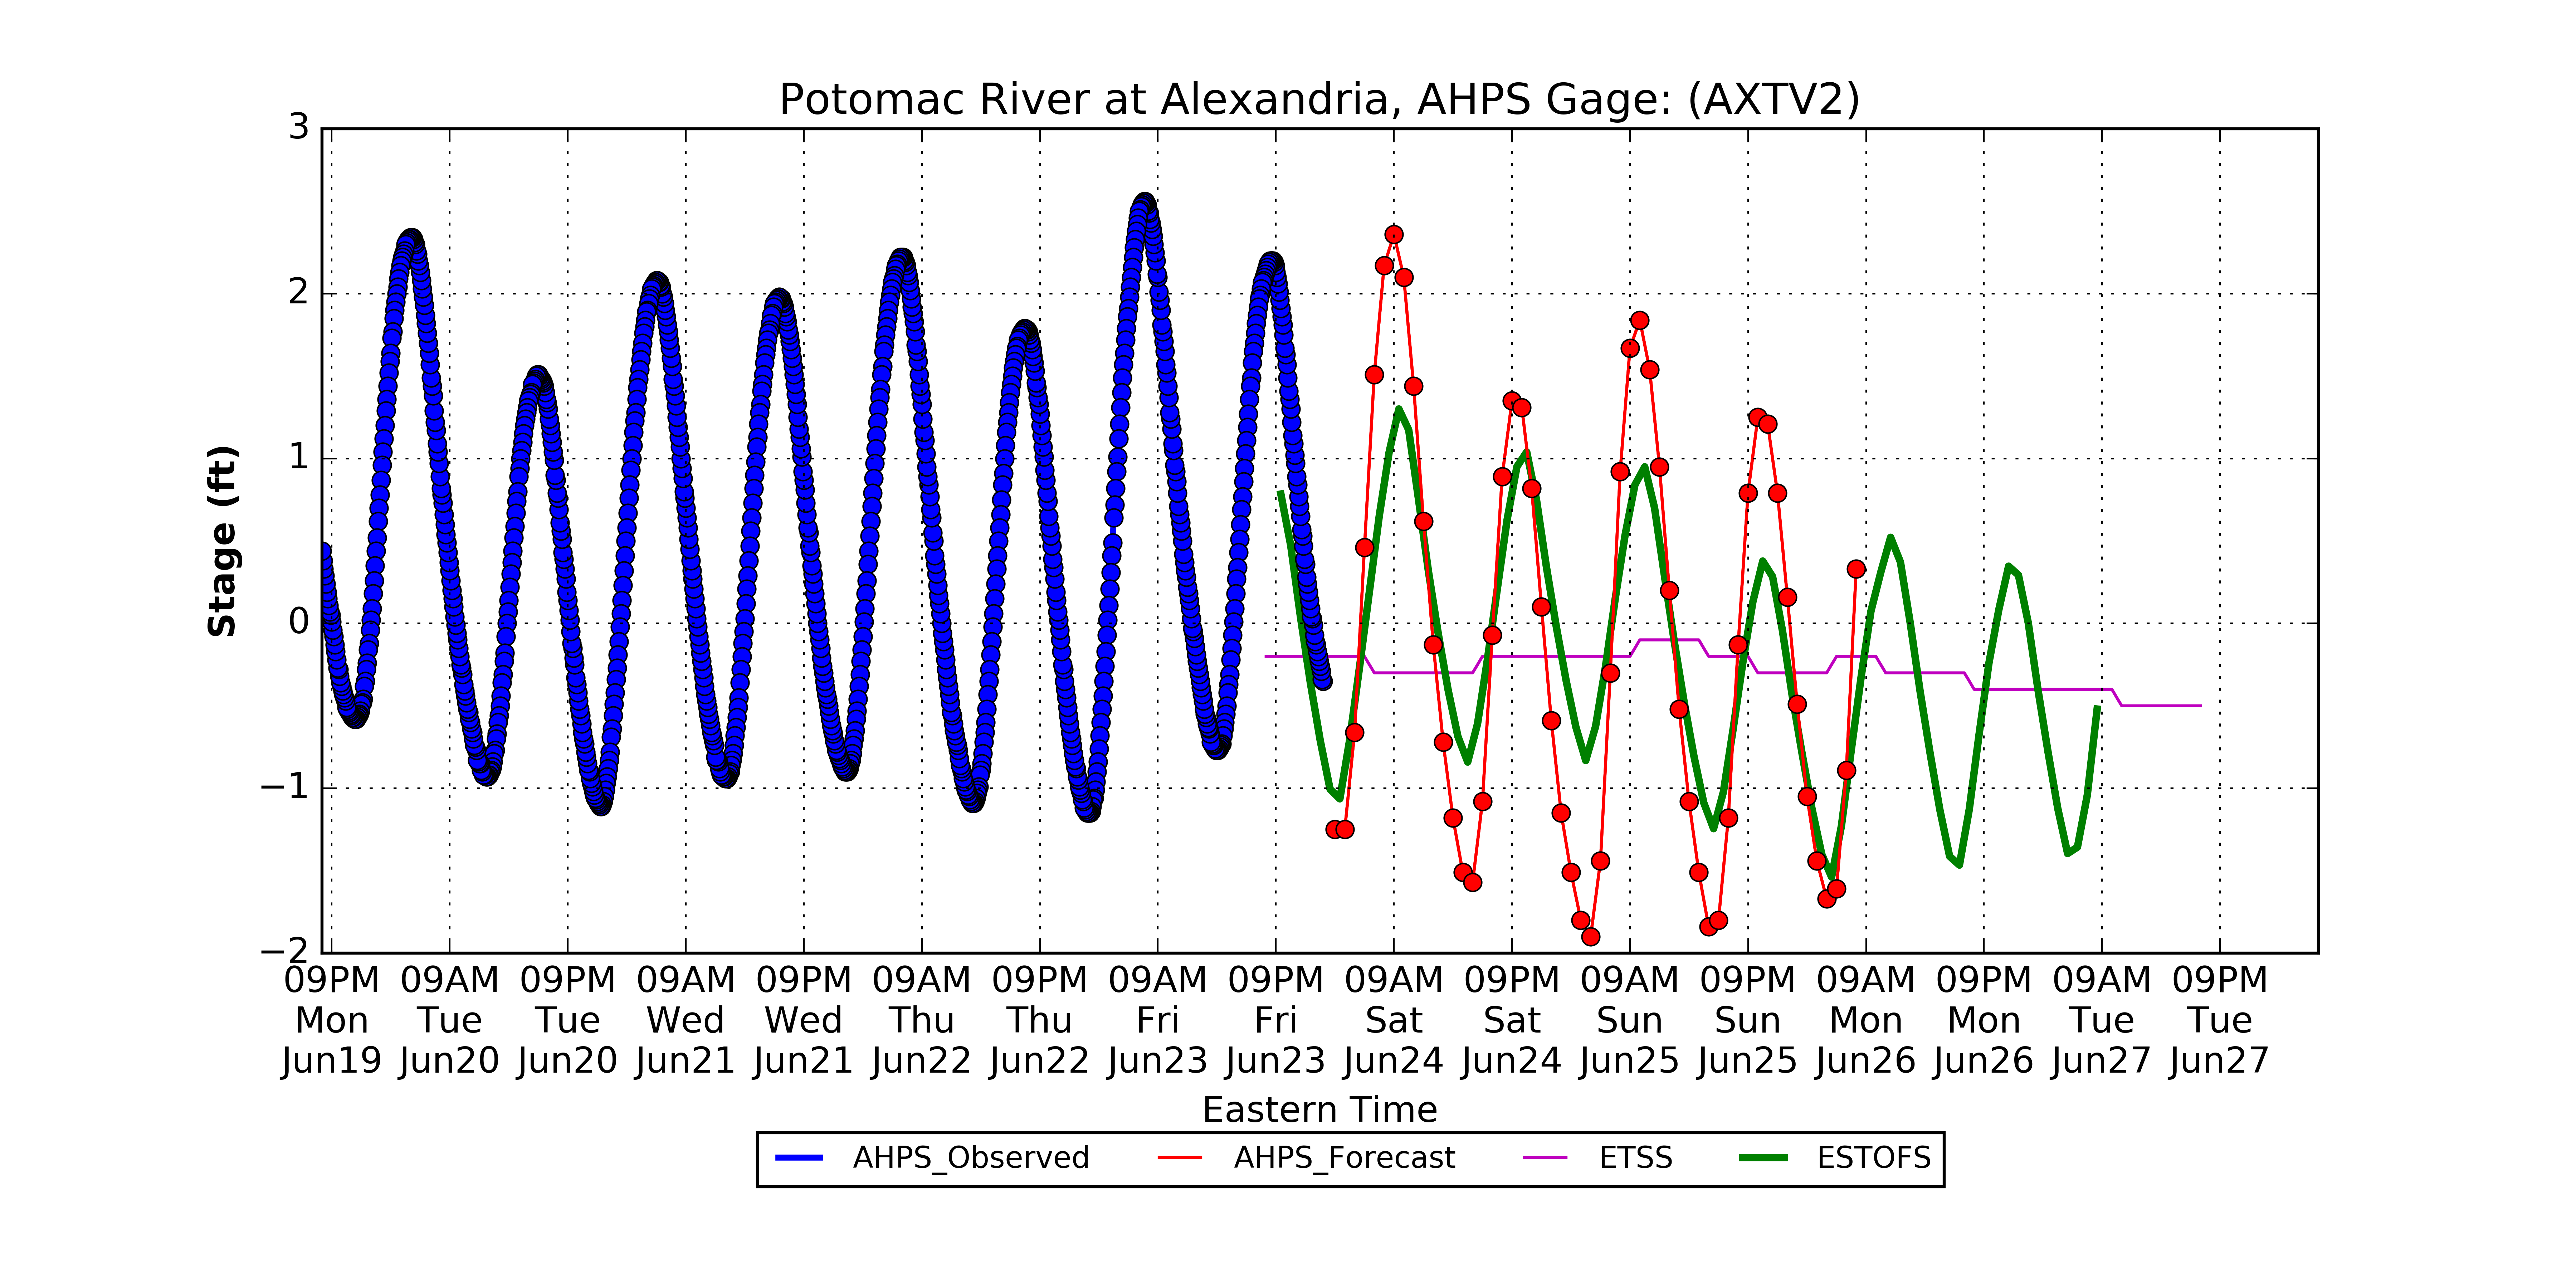 Potomac River at Alexandria, AHPS Gage: (AXTV2)
3
2
1
0
−1
−2
Stage (ft)
09PM 09AM 09PM 09AM 09PM 09AM 09PM 09AM 09PM 09AM 09PM 09AM 09PM 09AM 09PM 09AM 09PM
Mon Tue Tue Wed Wed Thu Thu Fri Fri Sat Sat Sun Sun Mon Mon Tue Tue
Jun19 Jun20 Jun20 Jun21 Jun21 Jun22 Jun22 Jun23 Jun23 Jun24 Jun24 Jun25 Jun25 Jun26 Jun26 Jun27 Jun27
Eastern Time
AHPS_Observed AHPS_Forecast ETSS ESTOFS